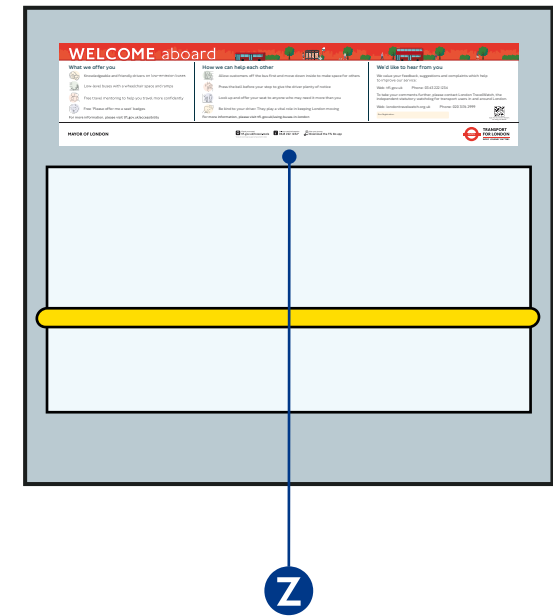 WELCOME aboard
What we offer you
Knowledgeable and friendly drivers on low-emission buses
Low-level buses with a wheelchair space and ramps
Free travel mentoring to help you travel more confidently
Free 'Please offer me a seat' badges
For more information, please visit tfl.gov.uk/accessibility
How we can help each other
Allow customers off the bus first and move down inside to make space for others
Press the bell before your stop to give the driver plenty of notice
Look up and offer your seat to anyone who may need it more than you
Be kind to your driver. They play a vital role in keeping London moving
For more information, please visit tfl.gov.uk/using-buses-in-london
We'd like to hear from you
We value your feedback, suggestions and complaints which help
to improve our service:
Web: tfl.gov.uk Phone: 0343 222 1234
To take your comments further, please contact London TravelWatch, the
independent statutory watchdog for transport users in and around London:
Web: londontravelwatch.org.uk Phone: 020 3176 2999
MAYOR OF LONDON
TRANSPORT
FOR LONDON
Z